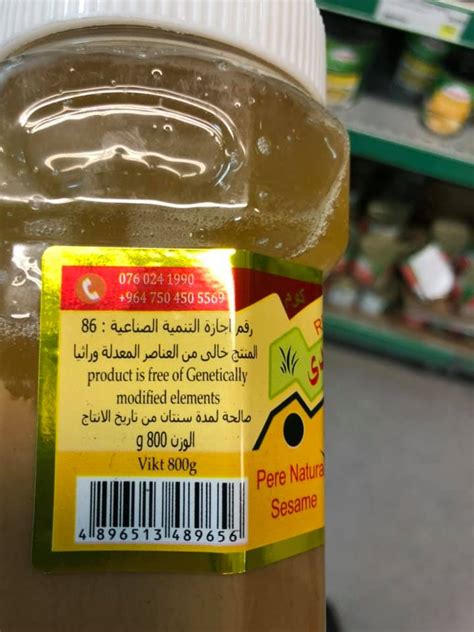 076 024 1990
+964 750 450 5569
رقم اجازة التنمية الصناعية : 86
المنتج خالى من العناصر المعدلة وراثيا
product is free of Genetically
modified elements
صالحة لمدة سنتان من تاريخ الانتاج
الوزن 800 g
Vikt 800g
4 896513 489656
Pere Natural
Sesame